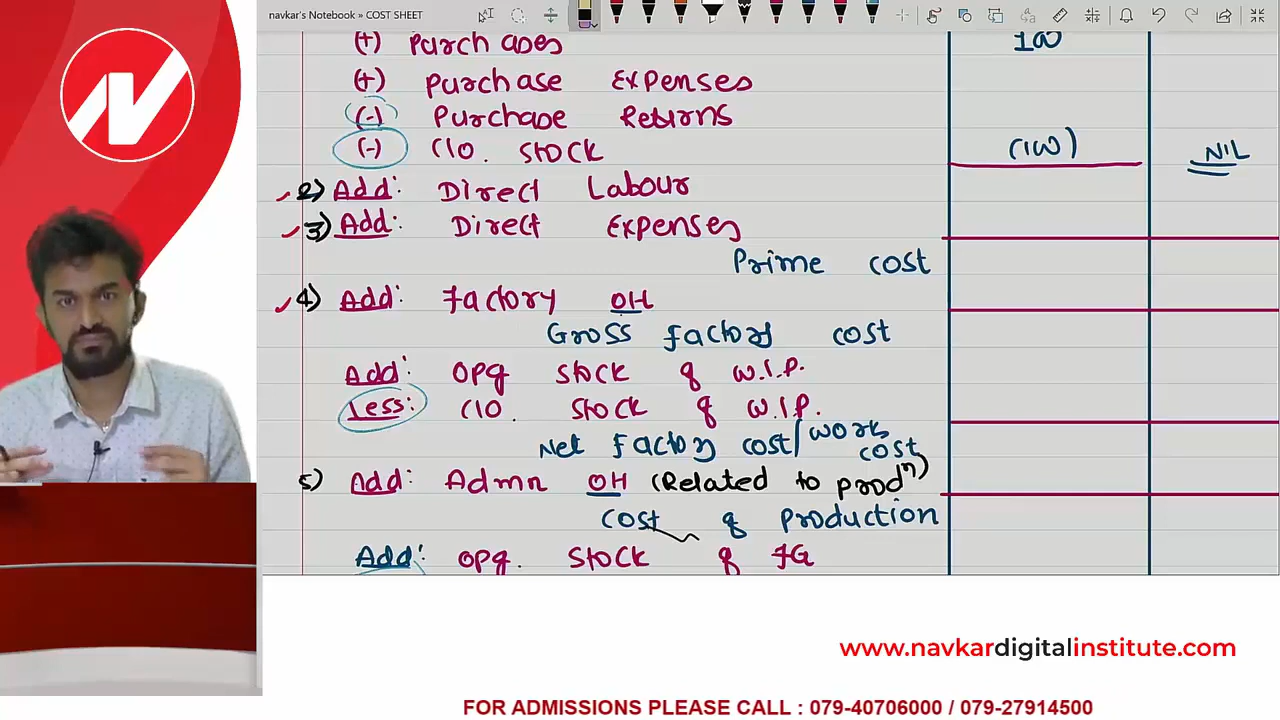 navkar's Notebook » COST SHEET
(+) Purchases 100
(+) Purchase Expenses
(-) Purchase Returns
(-) Clo. Stock (100) NIL
2) Add: Direct Labour
3) Add: Direct Expenses
Prime cost
4) Add: Factory OH
Gross factory cost
Add: Opg Stock of W.I.P.
Less: Clo. Stock of W.I.P.
Net factory cost/work cost
5) Add: Admn OH (Related to prodn)
Cost of Production
Add: Opg. Stock of FG
www.navkardigitalinstitute.com
FOR ADMISSIONS PLEASE CALL : 079-40706000 / 079-27914500